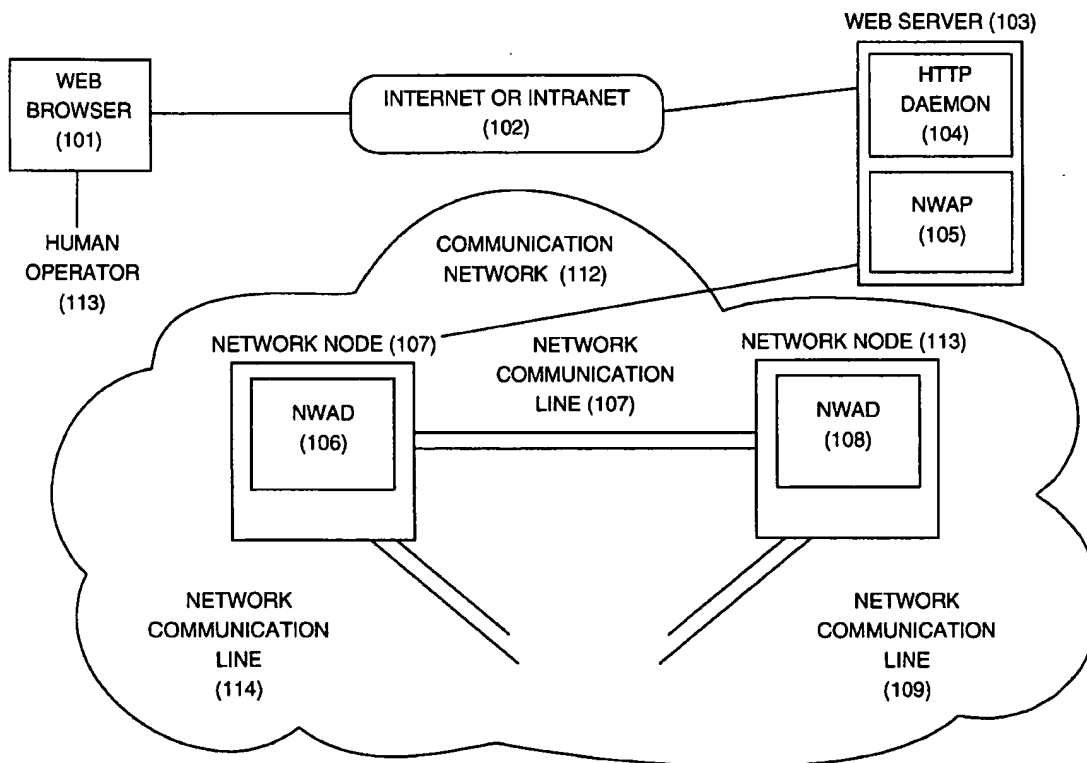 WEB SERVER (103)
WEB
BROWSER
(101)
INTERNET OR INTRANET
(102)
HTTP
DAEMON
(104)
NWAP
(105)
HUMAN
OPERATOR
(113)
COMMUNICATION
NETWORK (112)
NETWORK NODE (107)
NETWORK
COMMUNICATION
LINE (107)
NETWORK NODE (113)
NWAD
(106)
NWAD
(108)
NETWORK
COMMUNICATION
LINE
(114)
NETWORK
COMMUNICATION
LINE
(109)